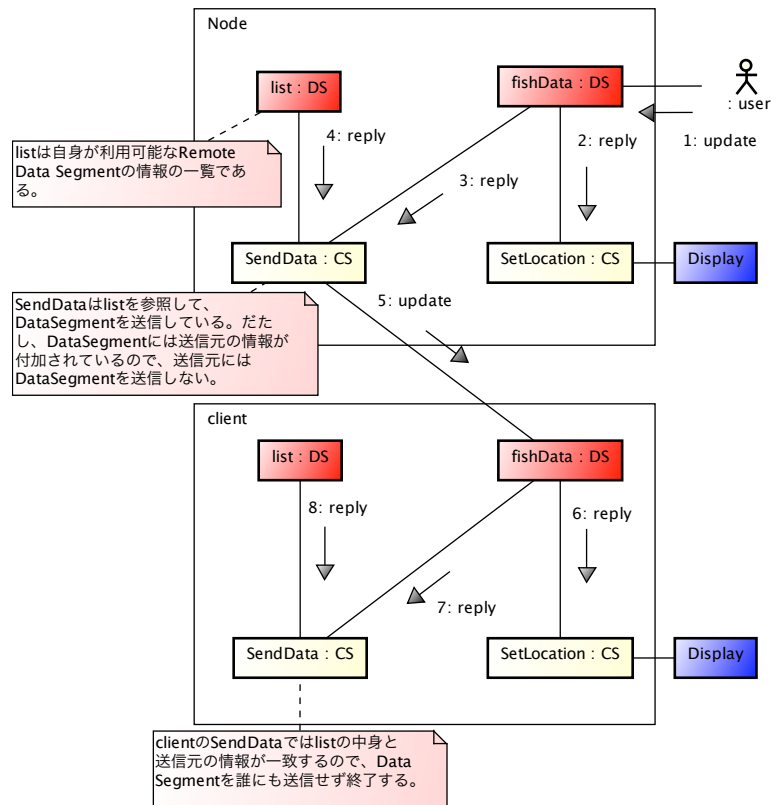 Node
list : DS
fishData : DS
: user
4: reply
2: reply
1: update
listは自身が利用可能なRemote
Data Segmentの情報の一覧であ
る。
3: reply
SendData : CS
SetLocation : CS
Display
SendDataはlistを参照して、
DataSegmentを送信している。だた
し、DataSegmentには送信元の情報が
付加されているので、送信元には
DataSegmentを送信しない。
5: update
client
list : DS
fishData : DS
8: reply
6: reply
7: reply
SendData : CS
SetLocation : CS
Display
clientのSendDataではlistの中身と
送信元の情報が一致するので、Data
Segmentを誰にも送信せず終了する。